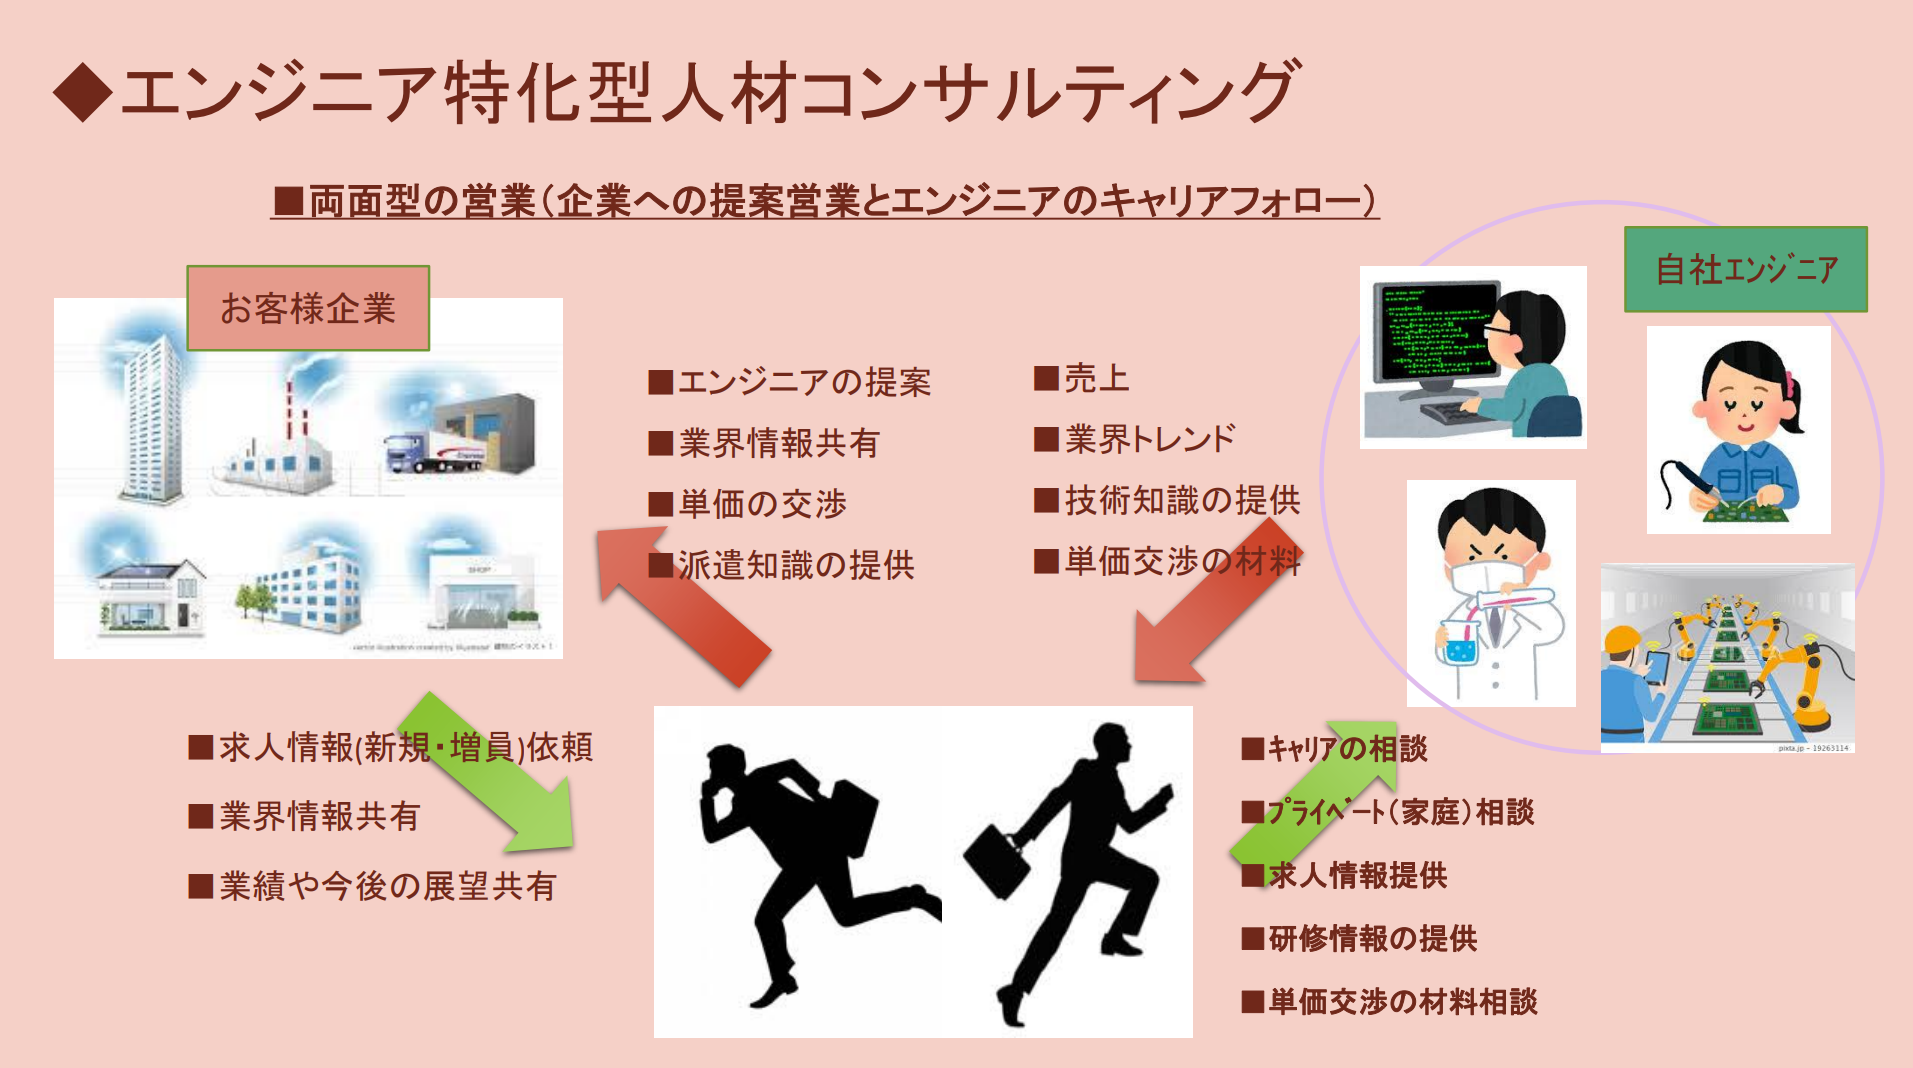 ◆エンジニア特化型人材コンサルティング
■両面型の営業（企業への提案営業とエンジニアのキャリアフォロー）
お客様企業
自社ｴﾝｼﾞﾆｱ
■エンジニアの提案
■業界情報共有
■単価の交渉
■派遣知識の提供
■売上
■業界トレンド
■技術知識の提供
■単価交渉の材料
SHOP
■求人情報(新規・増員)依頼
■業界情報共有
■業績や今後の展望共有
■ｷｬﾘｱの相談
■ﾌﾟﾗｲﾍﾞｰﾄ（家庭）相談
■求人情報提供
■研修情報の提供
■単価交渉の材料相談
pixta.jp - 19263114